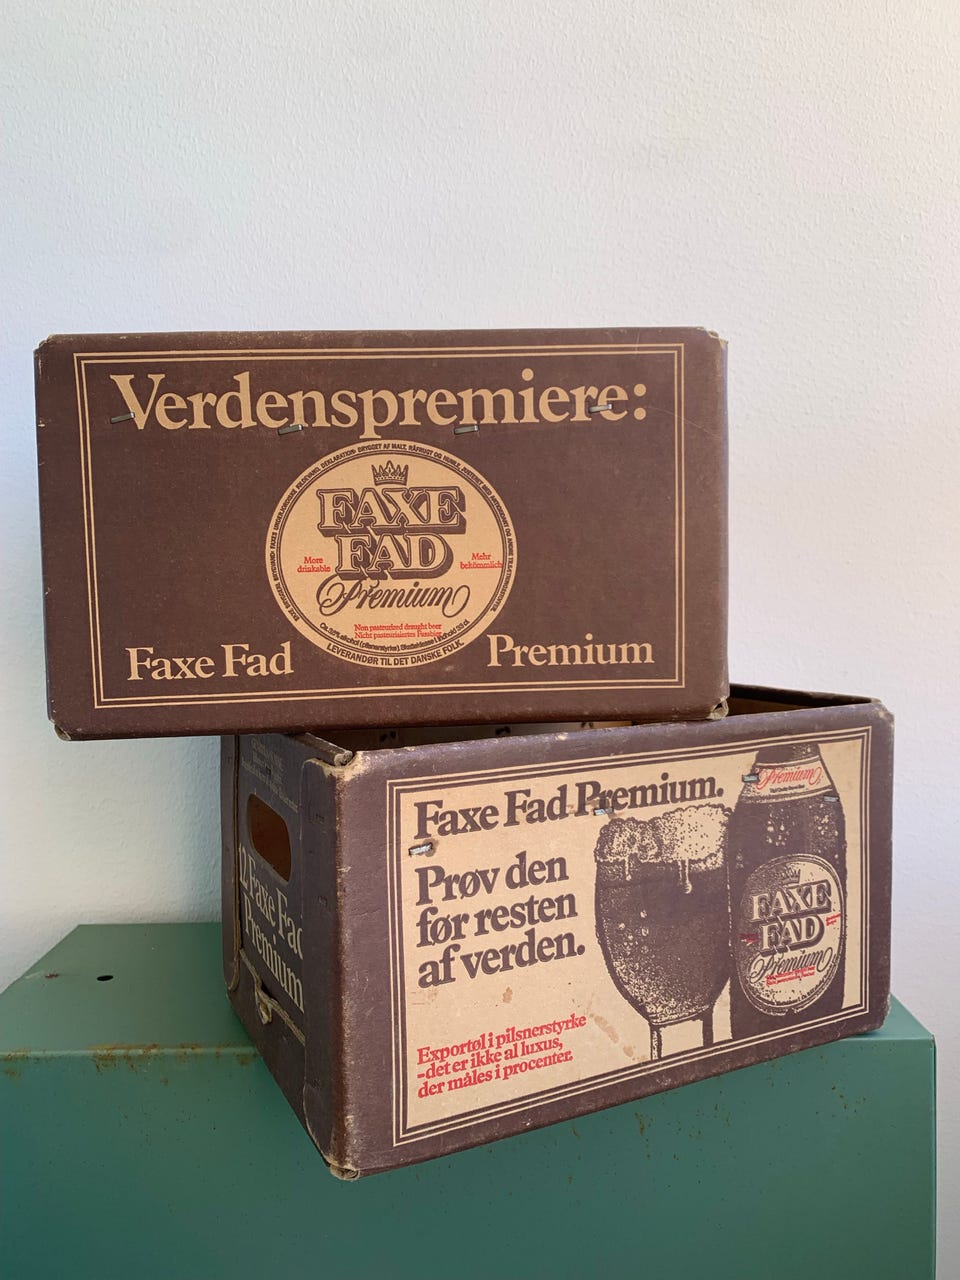 Verdenspremiere:
FAXE
FAD
Premium
More
drinkable
Mehr
bekömmlich
Non pasteurized draught beer
Nicht pasteurisiertes Fassbier
LEVERANDØR TIL DET DANSKE FOLK
Faxe Fad
Premium
12 Faxe Fad
Premium
Faxe Fad Premium.
Prøv den
før resten
af verden.
Exportøl i pilsnerstyrke
-det er ikke al luxus,
der måles i procenter.
Premium
FAXE
FAD
Premium